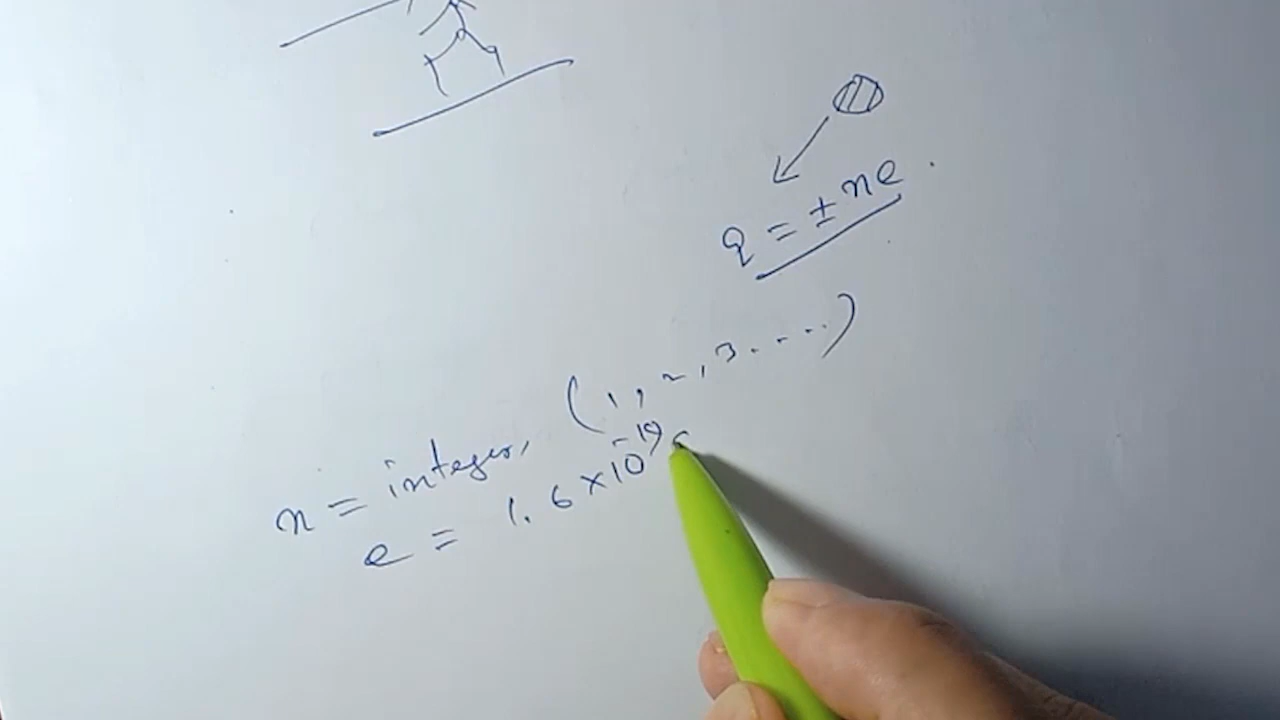 q = ± ne .
n = integer, (1, 2, 3....)
e = 1.6 × 10⁻¹⁹ c